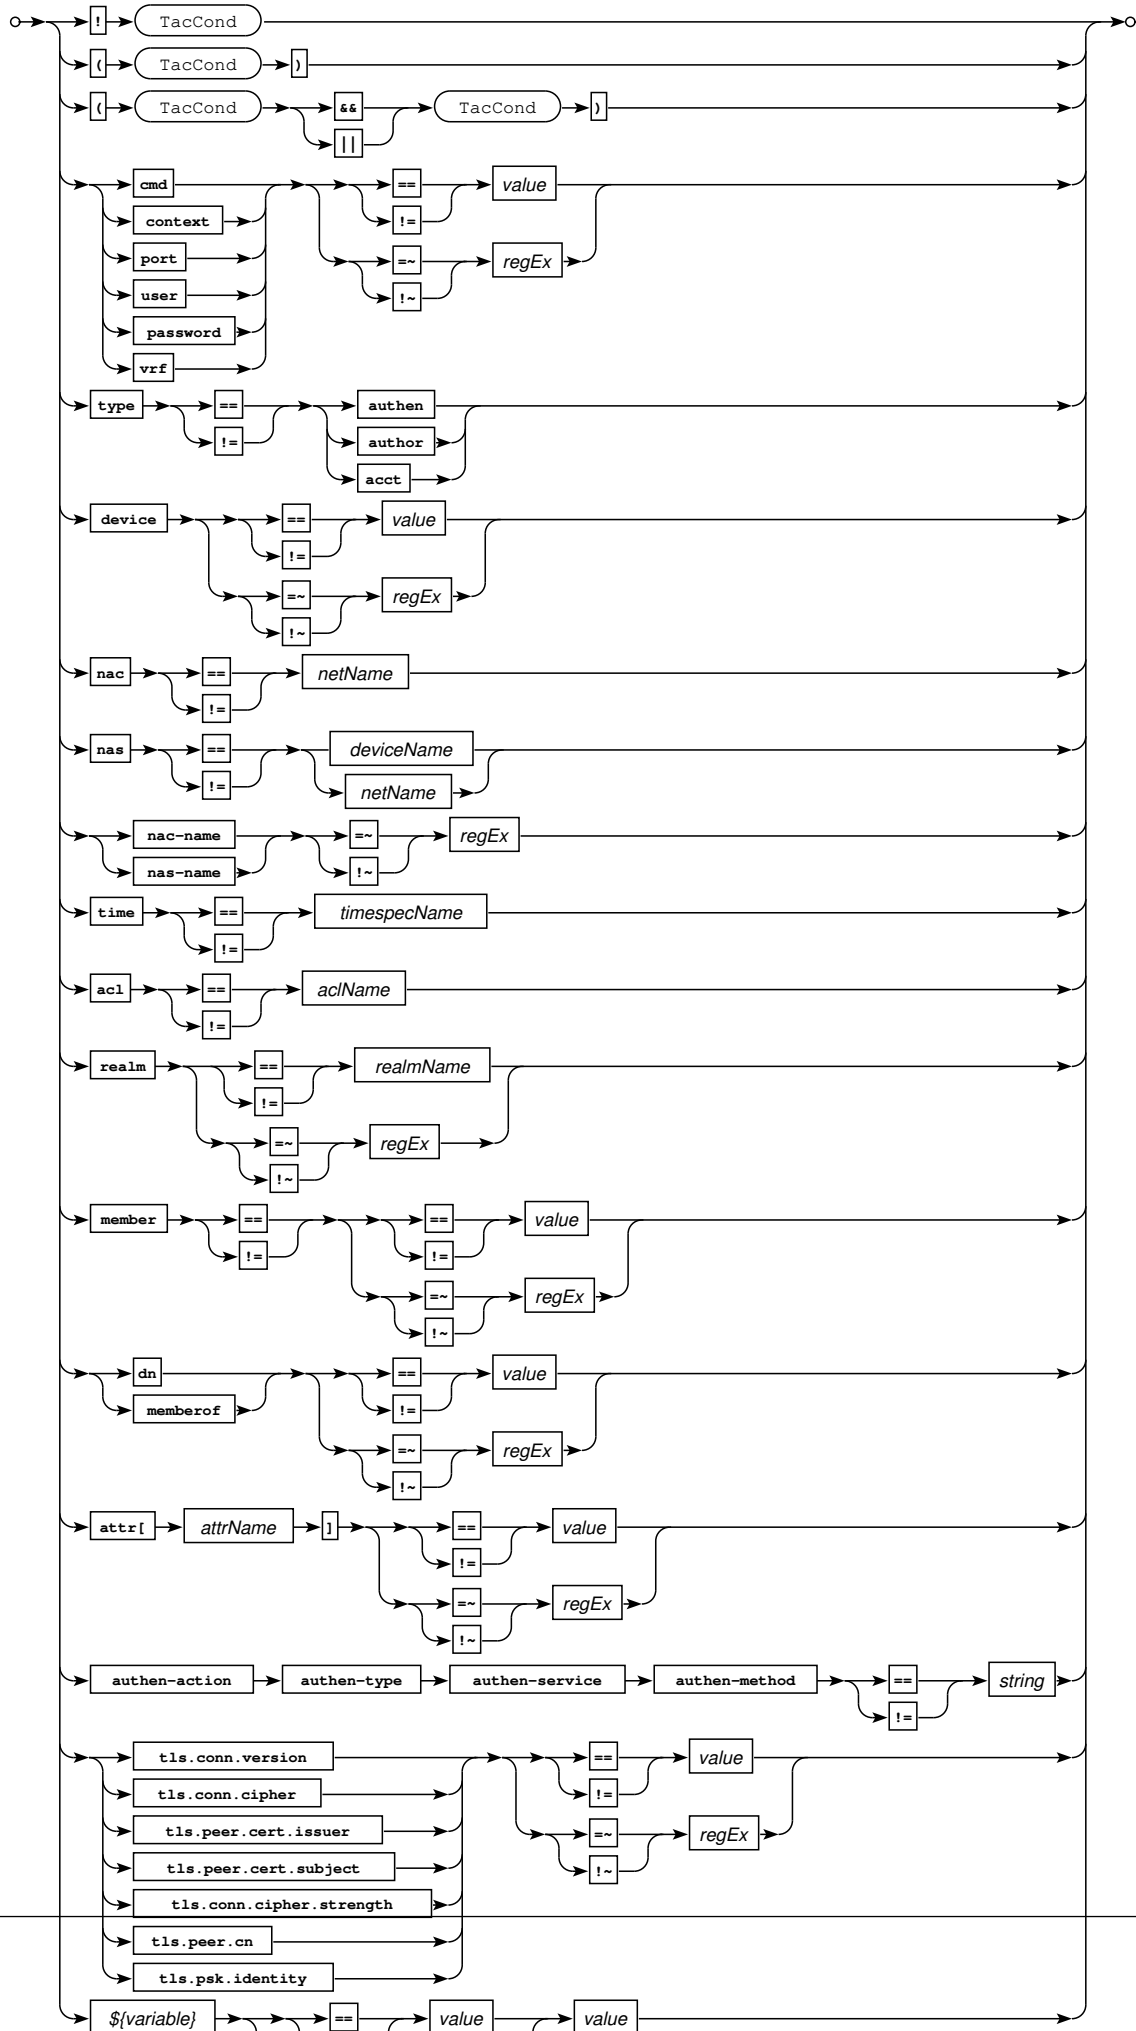 ! TacCond
( TacCond )
( TacCond && TacCond )
||
cmd == value
context !=
port =~ regEx
user !~
password
vrf
type == authen
!= author
acct
device == value
!=
=~ regEx
!~
nac == netName
!=
nas == deviceName
!= netName
nac-name =~ regEx
nas-name !~
time == timespecName
!=
acl == aclName
!=
realm == realmName
!=
=~ regEx
!~
member == == value
!= !=
=~ regEx
!~
dn == value
memberof !=
=~ regEx
!~
attr[ attrName ] == value
!=
=~ regEx
!~
authen-action authen-type authen-service authen-method == string
!=
tls.conn.version == value
tls.conn.cipher !=
tls.peer.cert.issuer =~ regEx
tls.peer.cert.subject !~
tls.conn.cipher.strength
tls.peer.cn
tls.psk.identity
${variable} == value value